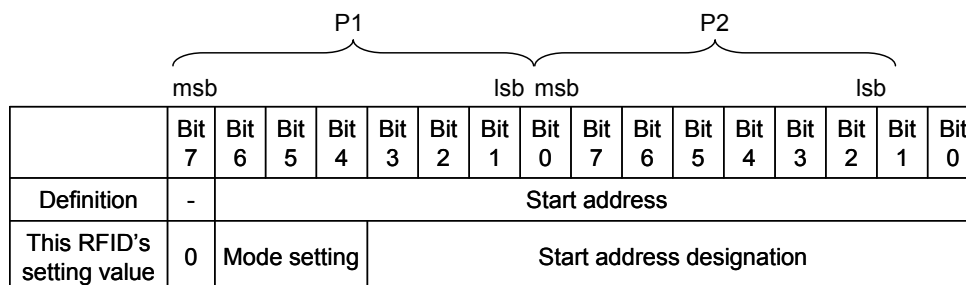 P1 P2
msb lsb msb lsb
Bit 7 Bit 6 Bit 5 Bit 4 Bit 3 Bit 2 Bit 1 Bit 0 Bit 7 Bit 6 Bit 5 Bit 4 Bit 3 Bit 2 Bit 1 Bit 0
Definition - Start address
This RFID's setting value 0 Mode setting Start address designation